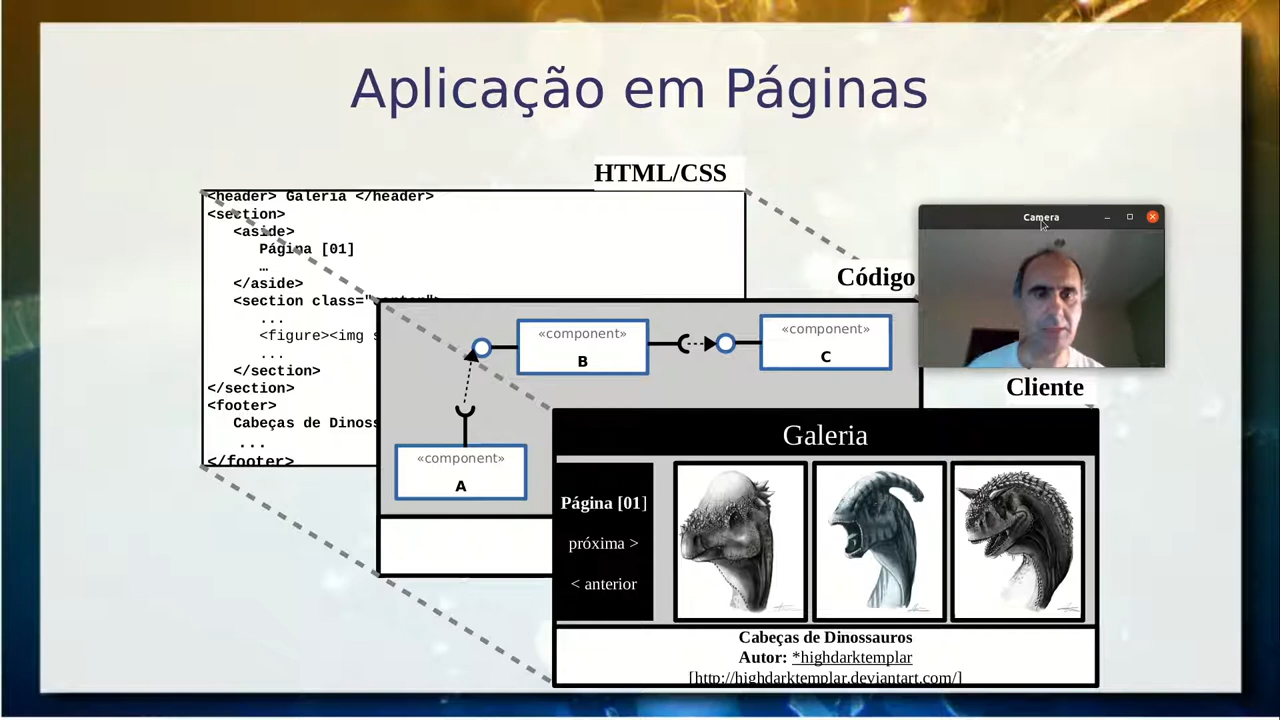 Aplicação em Páginas
HTML/CSS
<header> Galeria </header>
<section>
<aside>
Página [01]
…
</aside>
<section class="
...
<figure><img s
...
</section>
</section>
<footer>
Cabeças de Dinoss
...
</footer>
Código
«component»
B
«component»
C
«component»
A
Camera
Cliente
Galeria
Página [01]
próxima >
< anterior
Cabeças de Dinossauros
Autor: *highdarktemplar
[http://highdarktemplar.deviantart.com/]